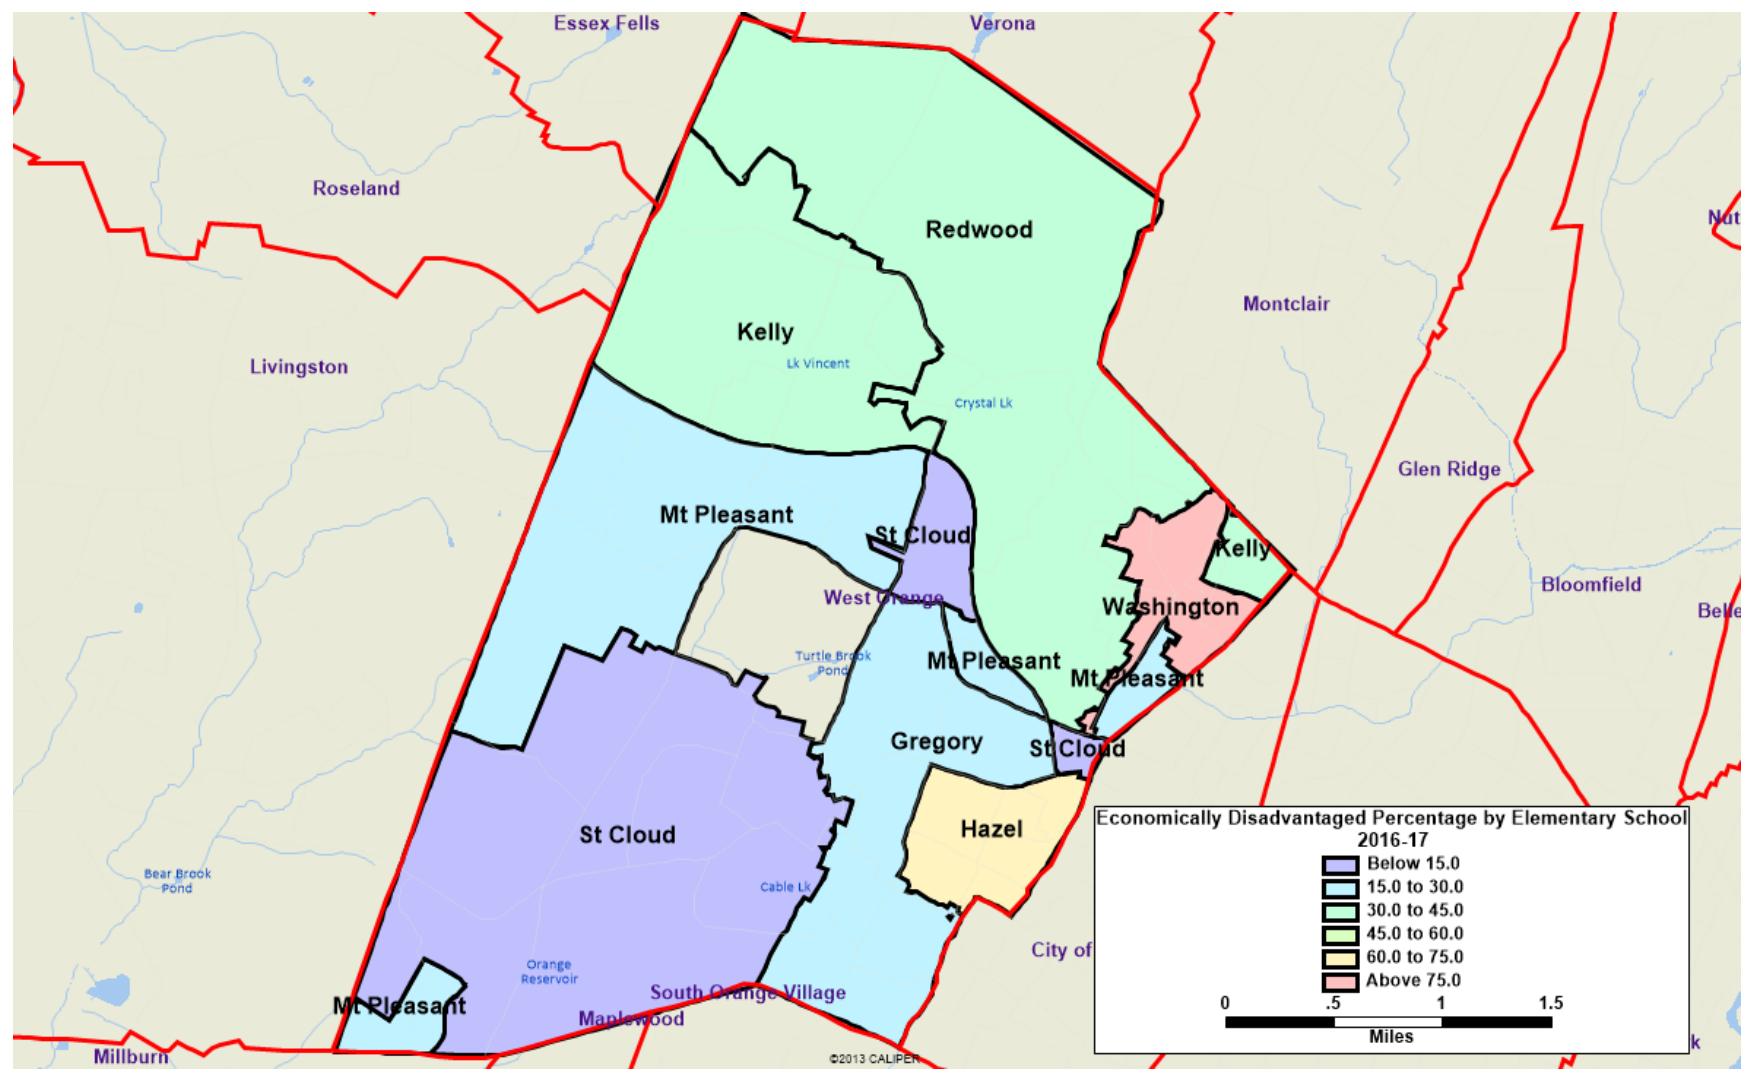 Essex Fells
Verona
Roseland
Nut
Redwood
Montclair
Kelly
Livingston
Lk Vincent
Crystal Lk
Glen Ridge
Mt Pleasant
St Cloud
Kelly
Bloomfield
West Orange
Washington
Belle
Turtle Brook
Pond
Mt Pleasant
Mt Pleasant
Gregory
St Cloud
St Cloud
Hazel
Bear Brook
Pond
Cable Lk
City of
Orange
Reservoir
South Orange Village
Mt Pleasant
Maplewood
Millburn
k
©2013 CALIPER
Economically Disadvantaged Percentage by Elementary School
2016-17
Below 15.0
15.0 to 30.0
30.0 to 45.0
45.0 to 60.0
60.0 to 75.0
Above 75.0
0 .5 1 1.5
Miles